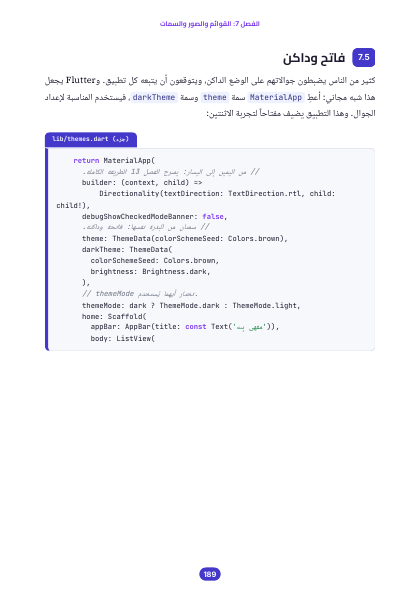 الفصل 7: القوائم والصور والسمات
7.5 فاتح وداكن
كثير من الناس يضبطون جوالاتهم على الوضع الداكن، ويتوقعون أن يتبعه كل تطبيق. وFlutter يجعل
هذا شبه مجاني: أعطِ MaterialApp سمة theme وسمة darkTheme، فيستخدم المناسبة لإعداد
الجوال. وهذا التطبيق يضيف مفتاحاً لتجربة الاثنتين:
lib/themes.dart (جزء)
return MaterialApp(
// من اليمين إلى اليسار: يشرح الفصل 13 الطريقة الكاملة.
builder: (context, child) =>
Directionality(textDirection: TextDirection.rtl, child:
child!),
debugShowCheckedModeBanner: false,
// سمتان من البذرة نفسها: فاتحة وداكنة.
theme: ThemeData(colorSchemeSeed: Colors.brown),
darkTheme: ThemeData(
colorSchemeSeed: Colors.brown,
brightness: Brightness.dark,
),
// themeMode تختار أيهما يُستخدم.
themeMode: dark ? ThemeMode.dark : ThemeMode.light,
home: Scaffold(
appBar: AppBar(title: const Text('مقهى بُنه')),
body: ListView(
189